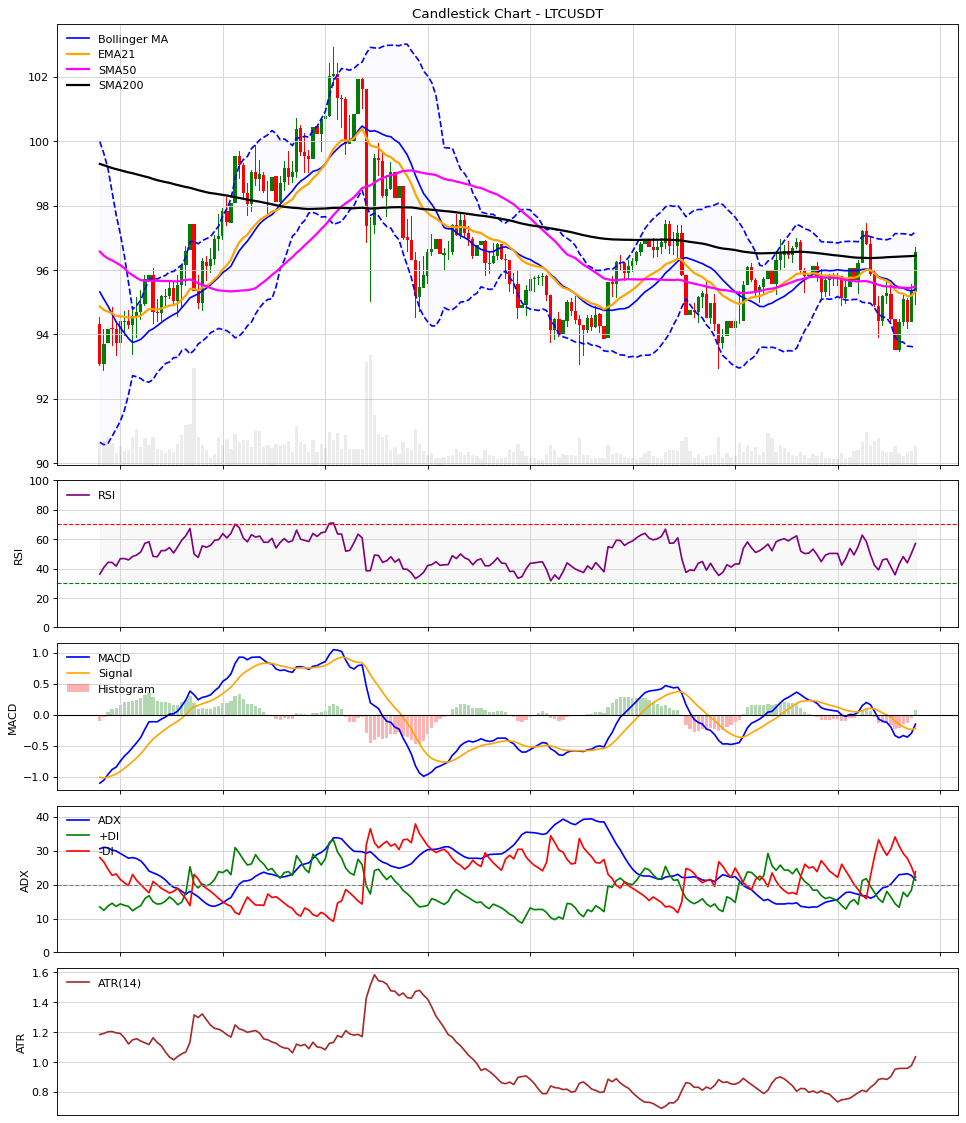 Candlestick Chart - LTCUSDT
Bollinger MA
EMA21
SMA50
SMA200
102
100
98
96
94
92
90
RSI
RSI
100
80
60
40
20
0
MACD
Signal
Histogram
MACD
1.0
0.5
0.0
−0.5
−1.0
ADX
+DI
-DI
ADX
40
30
20
10
0
ATR(14)
ATR
1.6
1.4
1.2
1.0
0.8